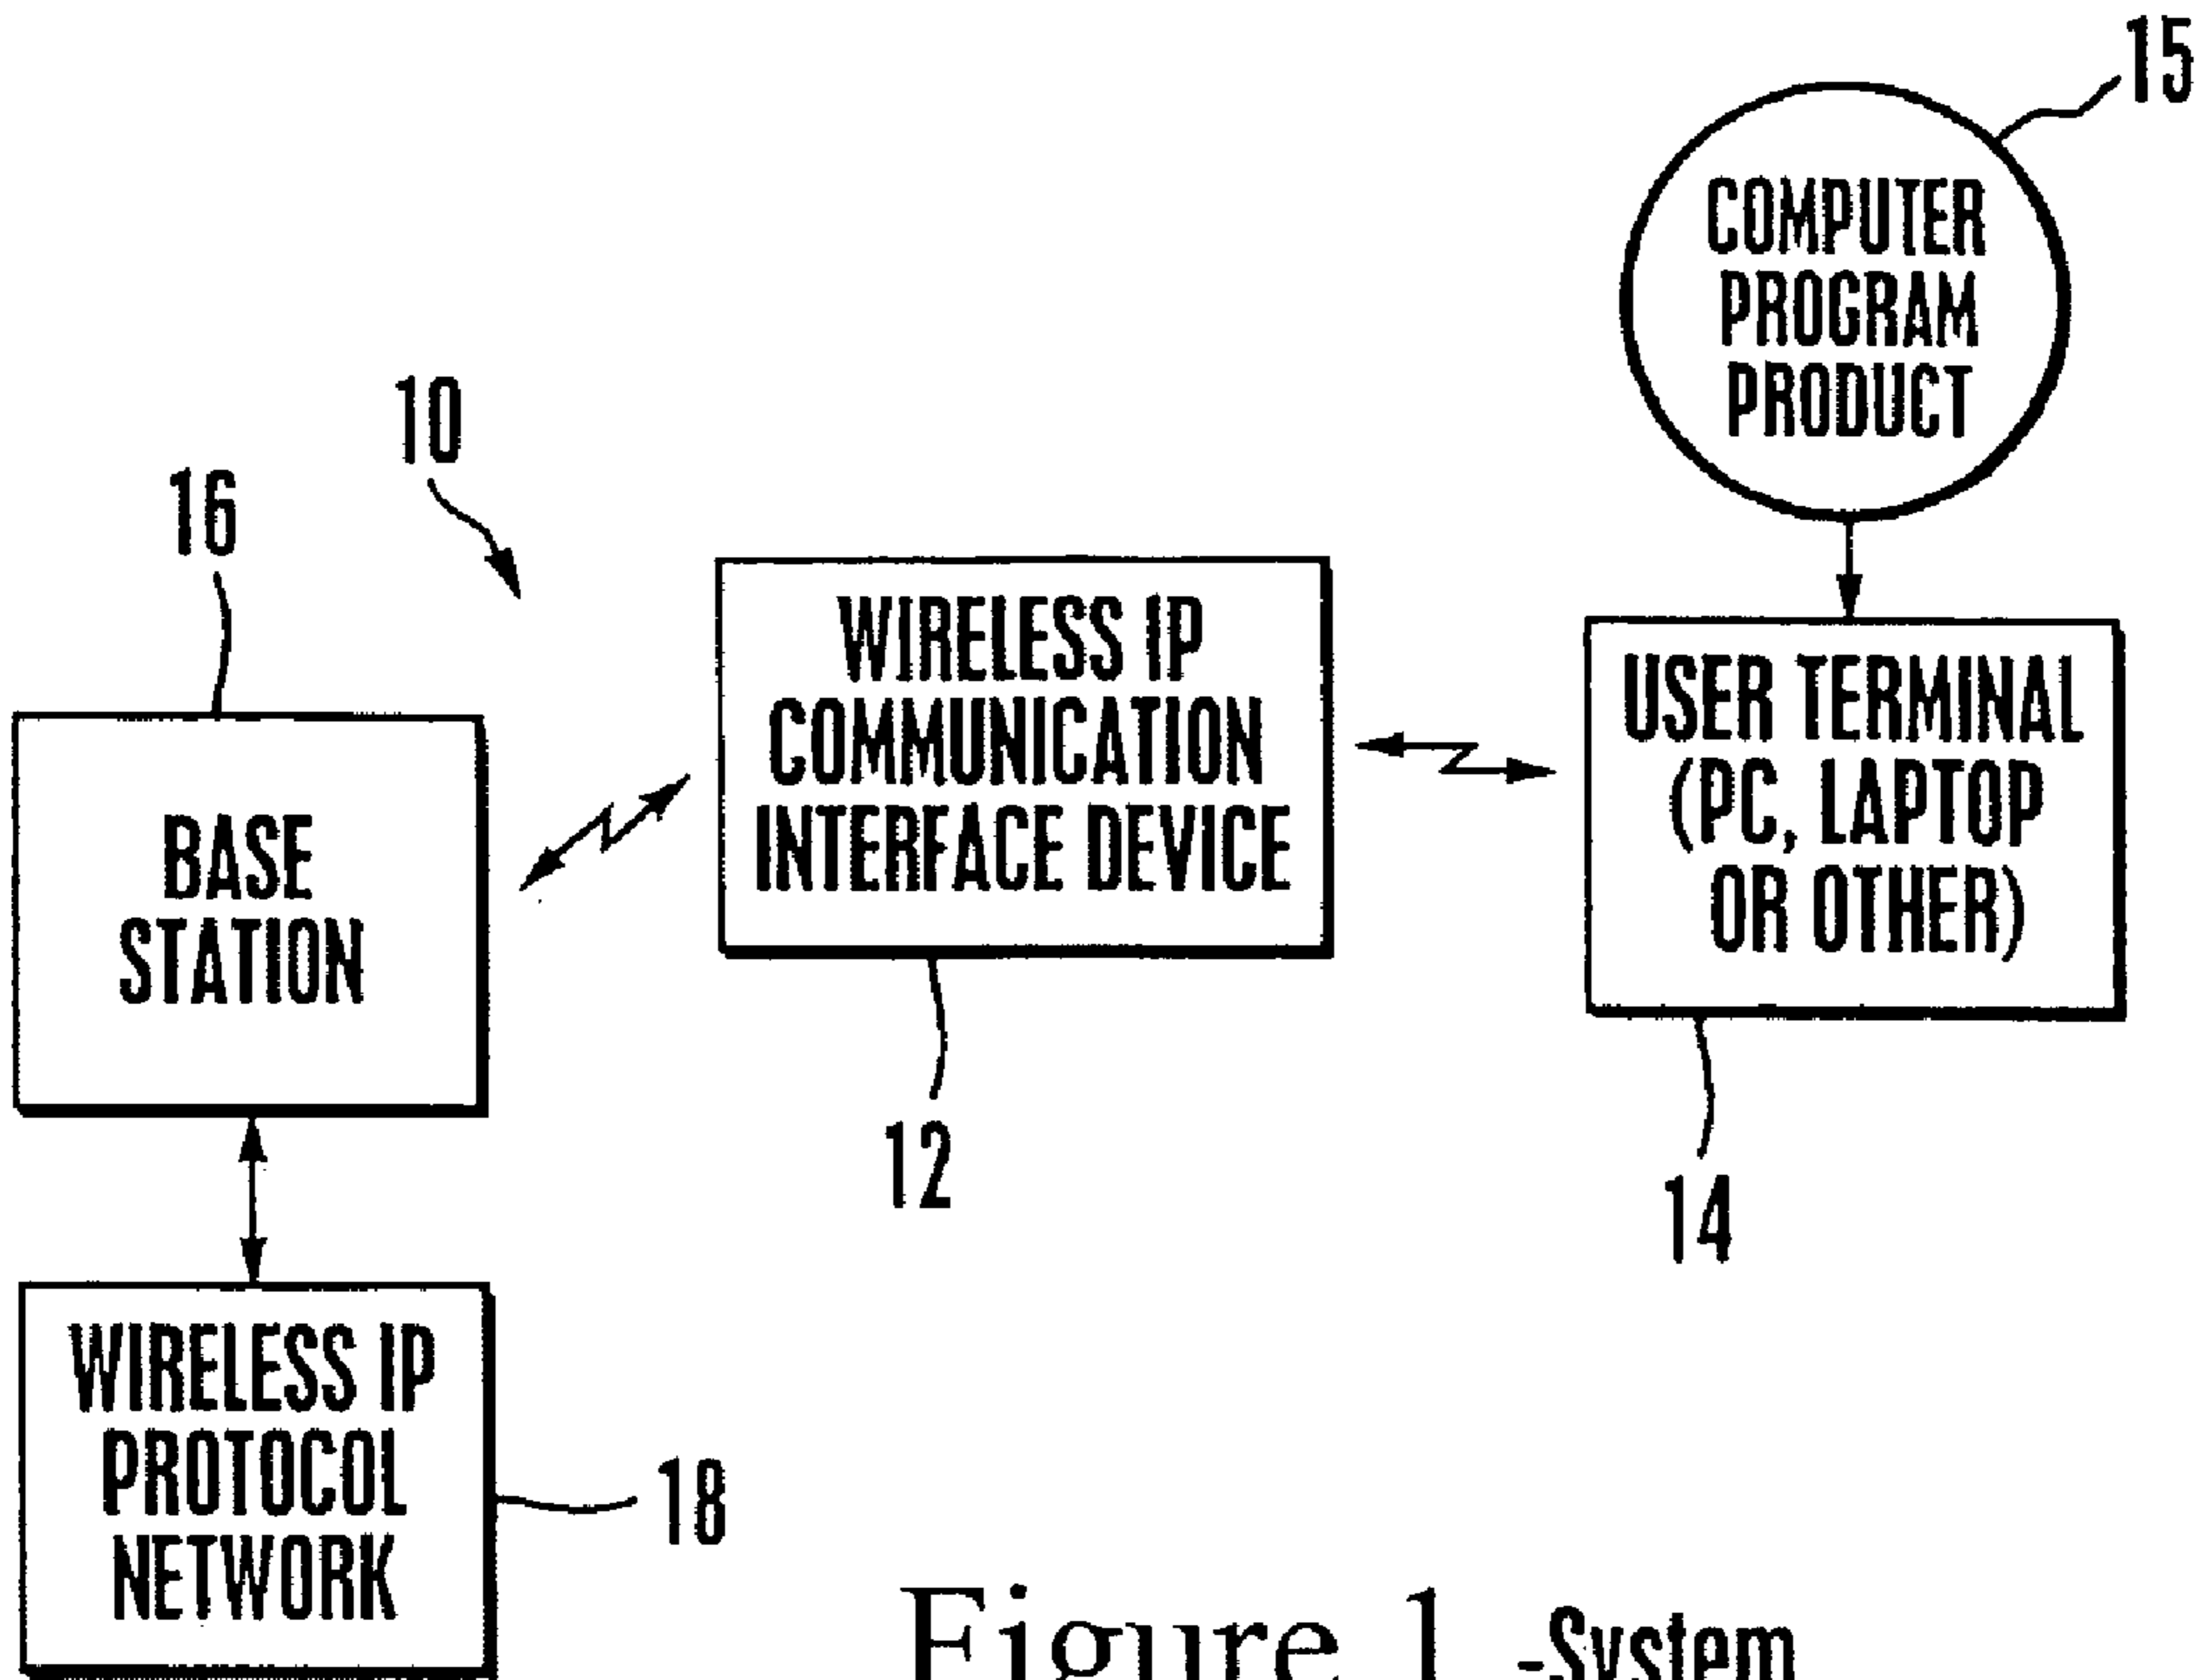 15
COMPUTER
PROGRAM
PRODUCT
10
16
WIRELESS IP
COMMUNICATION
INTERFACE DEVICE
USER TERMINAL
(PC, LAPTOP
OR OTHER)
BASE
STATION
12
14
WIRELESS IP
PROTOCOL
NETWORK
18
Figure 1 -System